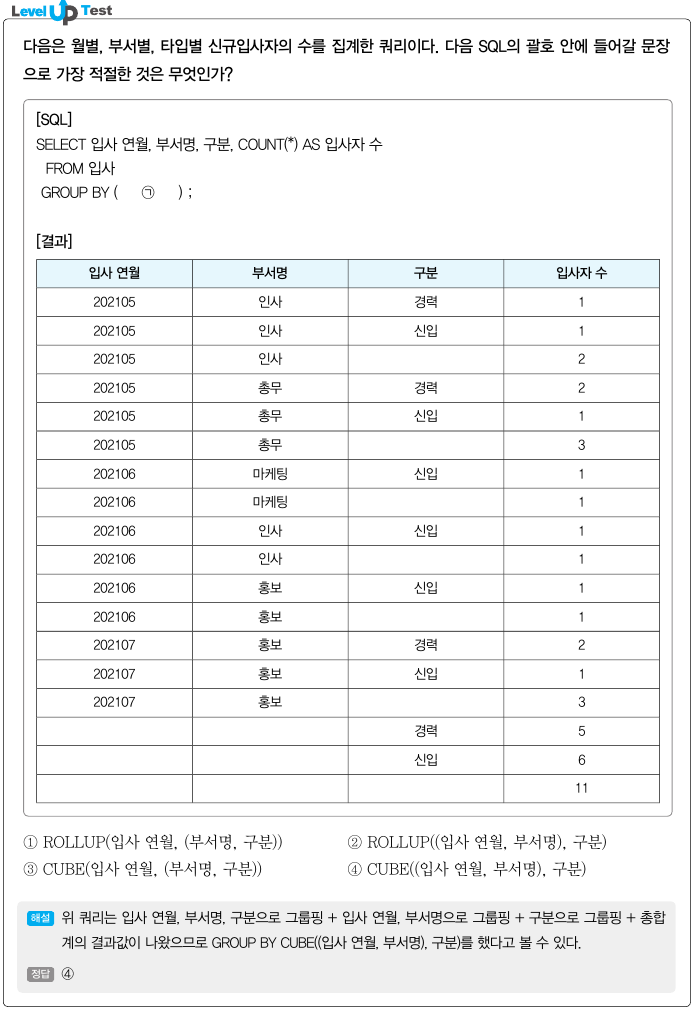 Level Up Test
다음은 월별, 부서별, 타입별 신규입사자의 수를 집계한 쿼리이다. 다음 SQL의 괄호 안에 들어갈 문장
으로 가장 적절한 것은 무엇인가?
[SQL]
SELECT 입사 연월, 부서명, 구분, COUNT(*) AS 입사자 수
FROM 입사
GROUP BY ( ㉠ ) ;
[결과]
입사 연월 부서명 구분 입사자 수
202105 인사 경력 1
202105 인사 신입 1
202105 인사 2
202105 총무 경력 2
202105 총무 신입 1
202105 총무 3
202106 마케팅 신입 1
202106 마케팅 1
202106 인사 신입 1
202106 인사 1
202106 홍보 신입 1
202106 홍보 1
202107 홍보 경력 2
202107 홍보 신입 1
202107 홍보 3
경력 5
신입 6
11
① ROLLUP(입사 연월, (부서명, 구분)) ② ROLLUP((입사 연월, 부서명), 구분)
③ CUBE(입사 연월, (부서명, 구분)) ④ CUBE((입사 연월, 부서명), 구분)
해설 위 쿼리는 입사 연월, 부서명, 구분으로 그룹핑 + 입사 연월, 부서명으로 그룹핑 + 구분으로 그룹핑 + 총합
계의 결과값이 나왔으므로 GROUP BY CUBE((입사 연월, 부서명), 구분)를 했다고 볼 수 있다.
정답 ④